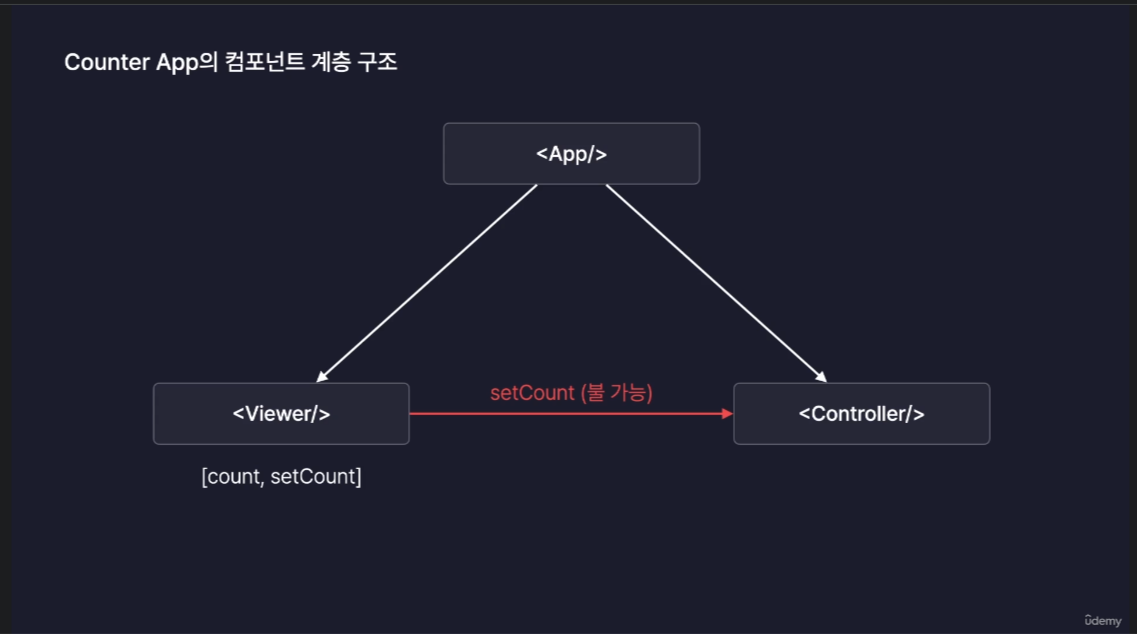 Counter App의 컴포넌트 계층 구조
<App/>
setCount (불 가능)
<Viewer/>
<Controller/>
[count, setCount]
ûdemy